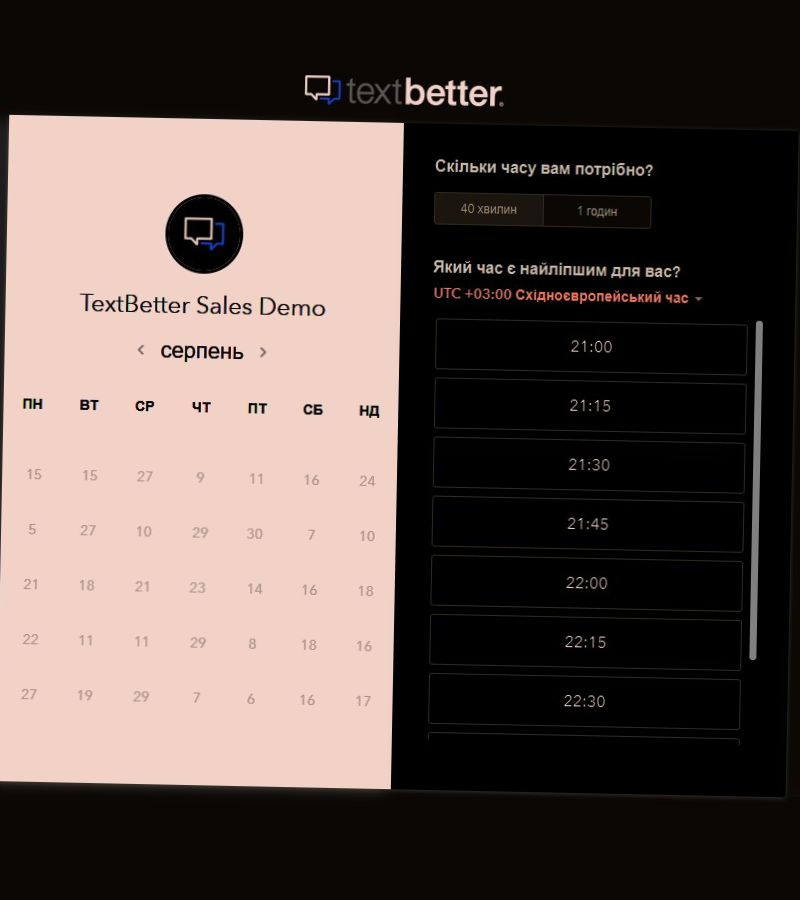 textbetter.
TextBetter Sales Demo
серпень
ПН ВТ СР ЧТ ПТ СБ НД
15 15 27 9 11 16 24
5 27 10 29 30 7 10
21 18 21 23 14 16 18
22 11 11 29 8 18 16
27 19 29 7 6 16 17
Скільки часу вам потрібно?
40 хвилин 1 годин
Який час є найліпшим для вас?
UTC +03:00 Східноєвропейський час
21:00
21:15
21:30
21:45
22:00
22:15
22:30